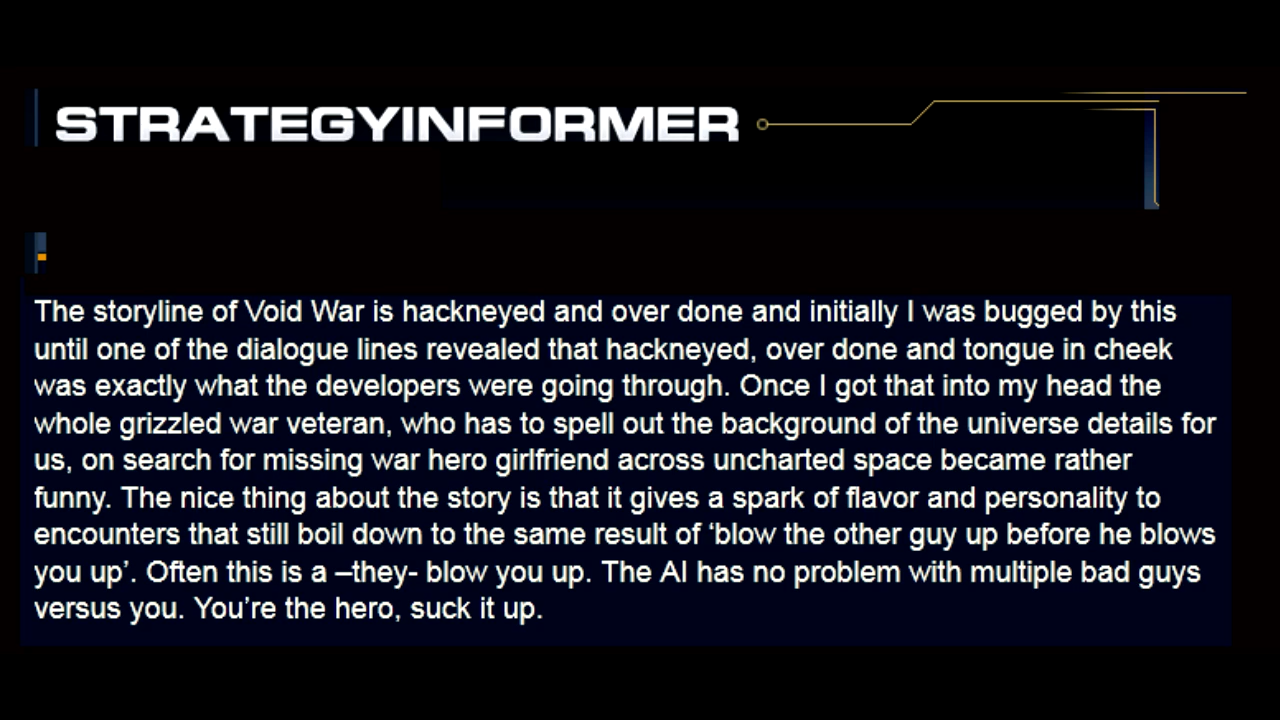 STRATEGYINFORMER
The storyline of Void War is hackneyed and over done and initially I was bugged by this
until one of the dialogue lines revealed that hackneyed, over done and tongue in cheek
was exactly what the developers were going through. Once I got that into my head the
whole grizzled war veteran, who has to spell out the background of the universe details for
us, on search for missing war hero girlfriend across uncharted space became rather
funny. The nice thing about the story is that it gives a spark of flavor and personality to
encounters that still boil down to the same result of ‘blow the other guy up before he blows
you up’. Often this is a –they- blow you up. The AI has no problem with multiple bad guys
versus you. You’re the hero, suck it up.